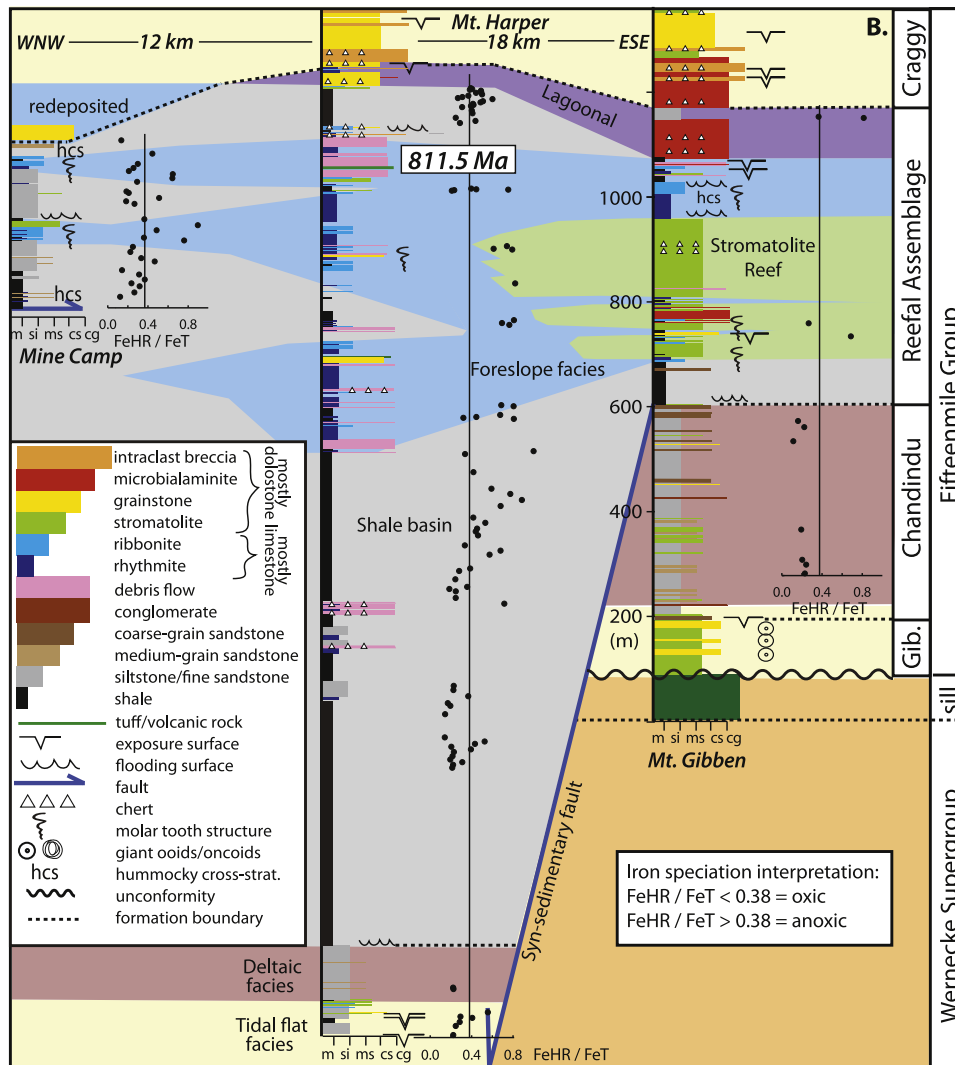 B.
WNW
12 km
Mt. Harper
18 km
ESE
redeposited
Lagoonal
hcs
811.5 Ma
hcs
0.0 0.4 0.8
FeHR / FeT
m si ms cs cg
Mine Camp
Stromatolite
Reef
hcs
Foreslope facies
Shale basin
1000
800
600
400
200
(m)
0.0 0.4 0.8
FeHR / FeT
m si ms cs cg
Mt. Gibben
Craggy
Reefal Assemblage
Chandindu
Gib.
sill
Fifteenmile Group
Wernecke Supergroup
intraclast breccia
microbialaminite
grainstone
stromatolite
ribbonite
rhythmite
mostly
dolostone
mostly
limestone
debris flow
conglomerate
coarse-grain sandstone
medium-grain sandstone
siltstone/fine sandstone
shale
tuff/volcanic rock
exposure surface
flooding surface
fault
chert
molar tooth structure
giant ooids/oncoids
hcs
hummocky cross-strat.
unconformity
formation boundary
Syn-sedimentary fault
Iron speciation interpretation:
FeHR / FeT < 0.38 = oxic
FeHR / FeT > 0.38 = anoxic
Deltaic
facies
Tidal flat
facies
m si ms cs cg
0.0 0.4 0.8
FeHR / FeT